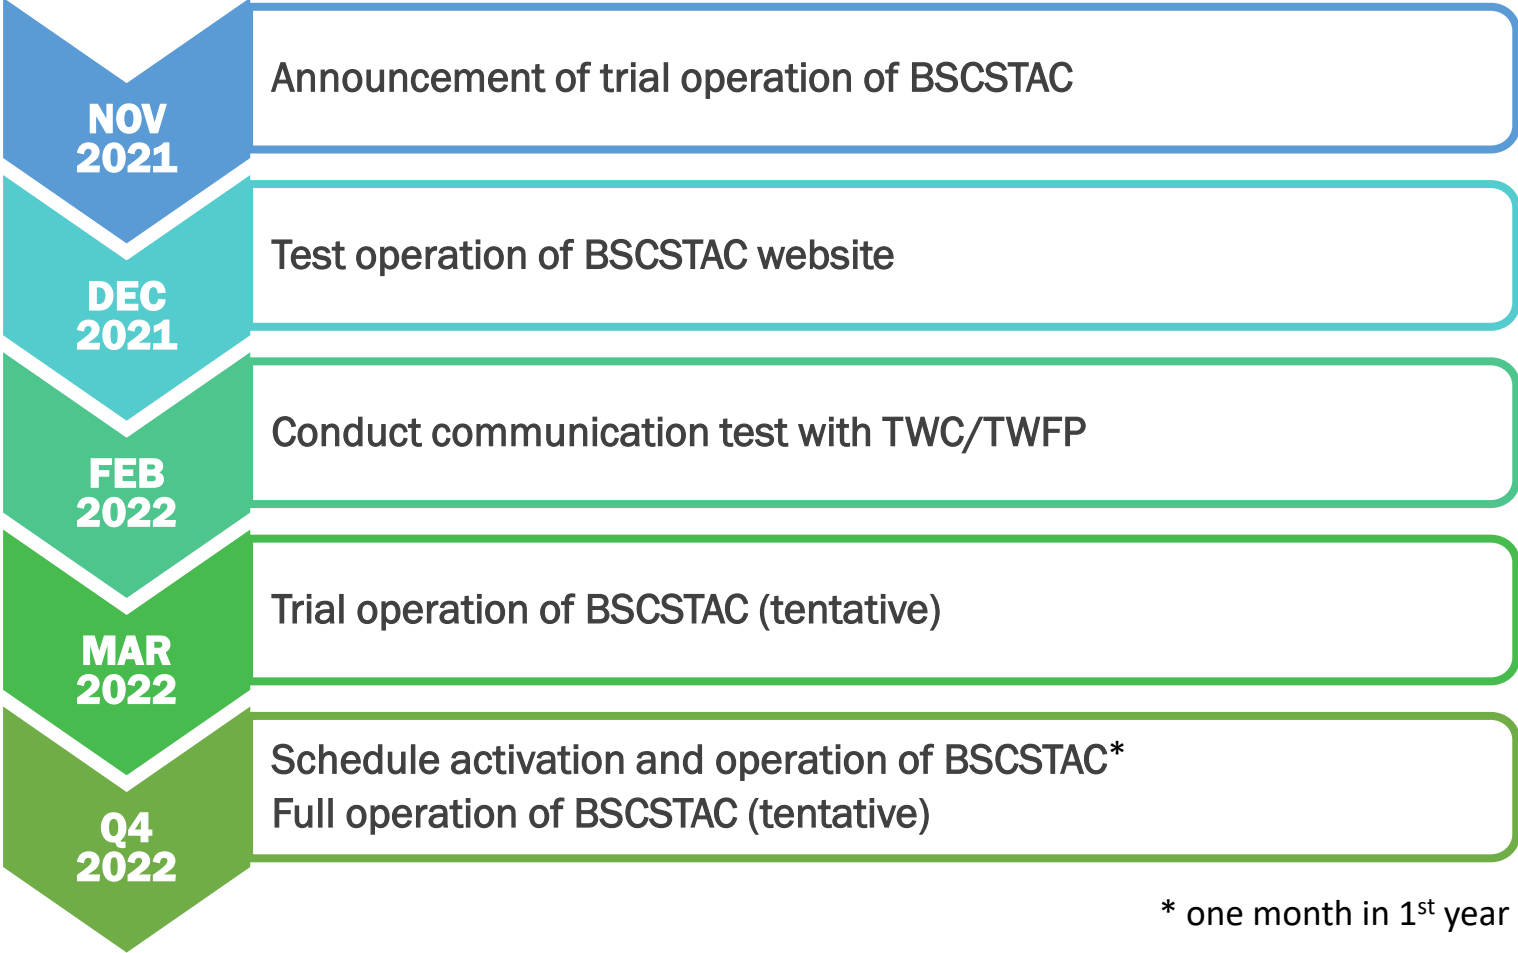 NOV
2021
Announcement of trial operation of BSCSTAC
DEC
2021
Test operation of BSCSTAC website
FEB
2022
Conduct communication test with TWC/TWFP
MAR
2022
Trial operation of BSCSTAC (tentative)
Q4
2022
Schedule activation and operation of BSCSTAC*
Full operation of BSCSTAC (tentative)
* one month in 1st year